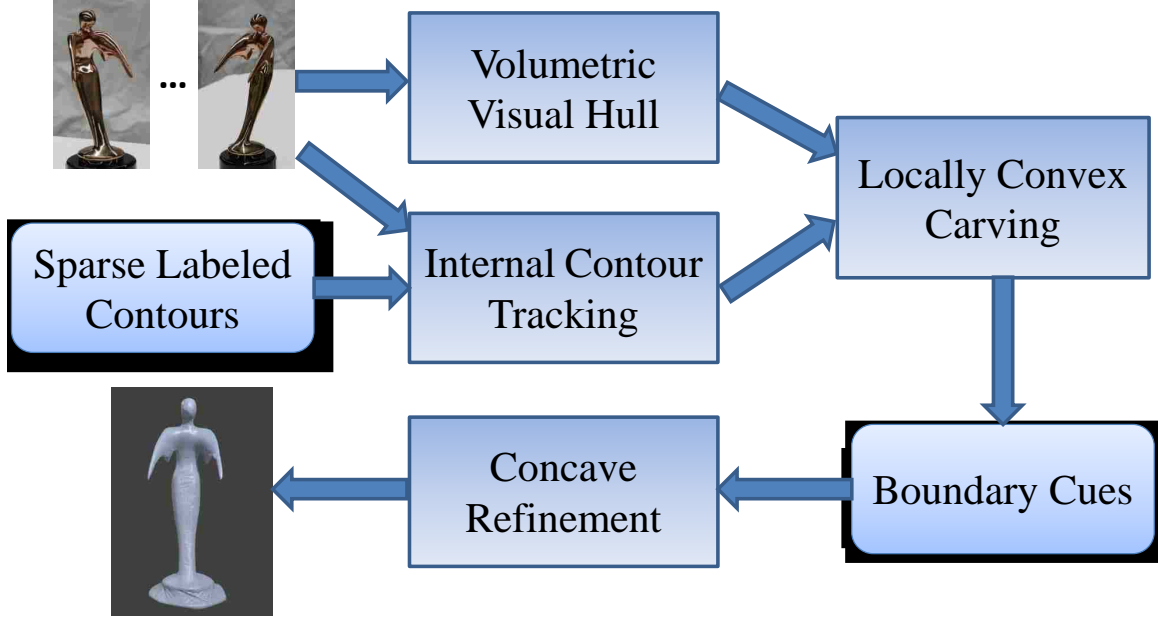 ...
Volumetric
Visual Hull
Locally Convex
Carving
Sparse Labeled
Contours
Internal Contour
Tracking
Concave
Refinement
Boundary Cues